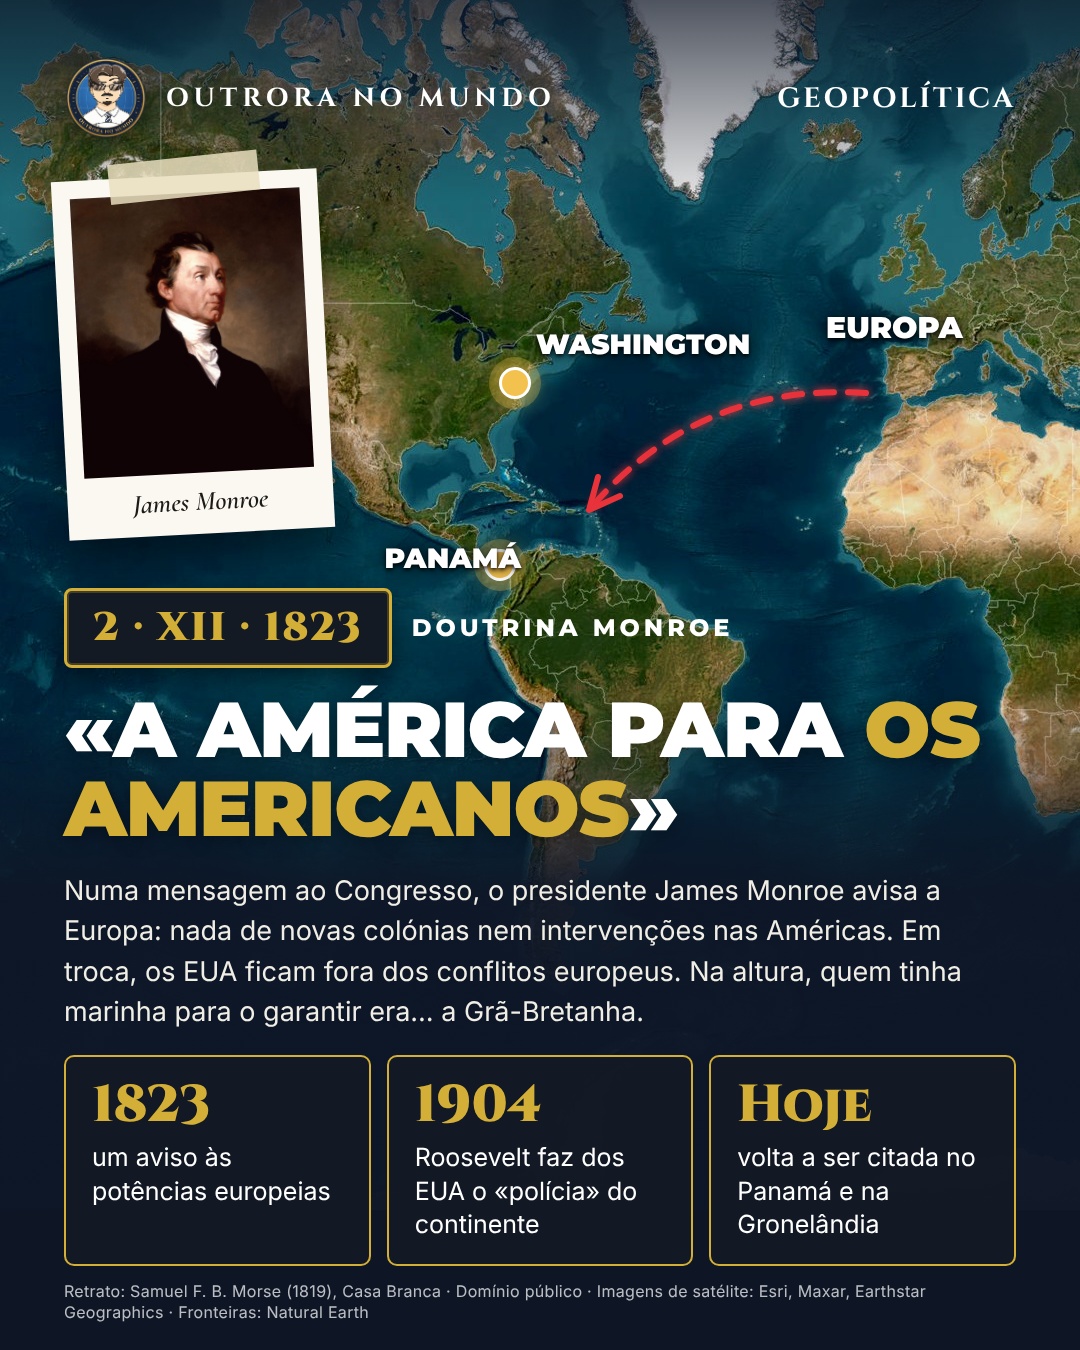 OUTRORA NO MUNDO
GEOPOLÍTICA
James Monroe
WASHINGTON
EUROPA
PANAMÁ
2 · XII · 1823
DOUTRINA MONROE
«A AMÉRICA PARA OS
AMERICANOS»
Numa mensagem ao Congresso, o presidente James Monroe avisa a
Europa: nada de novas colónias nem intervenções nas Américas. Em
troca, os EUA ficam fora dos conflitos europeus. Na altura, quem tinha
marinha para o garantir era... a Grã-Bretanha.
1823
um aviso às
potências europeias
1904
Roosevelt faz dos
EUA o «polícia» do
continente
HOJE
volta a ser citada no
Panamá e na
Gronelândia
Retrato: Samuel F. B. Morse (1819), Casa Branca · Domínio público · Imagens de satélite: Esri, Maxar, Earthstar
Geographics · Fronteiras: Natural Earth